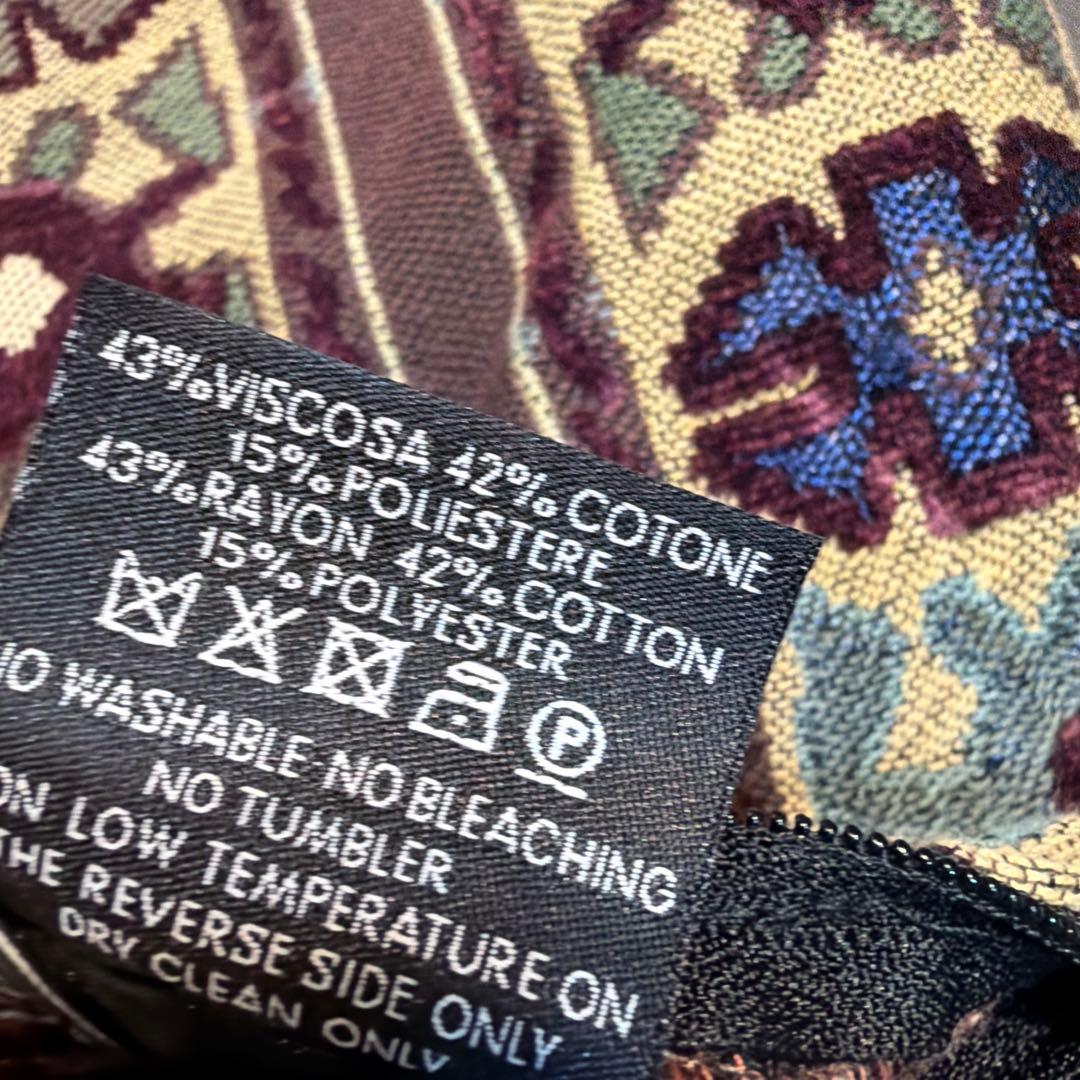 43%VISCOSA 42%COTONE
15%POLIESTERE
43%RAYON 42%COTTON
15%POLYESTER
P
NO WASHABLE-NO BLEACHING
NO TUMBLER
LOW TEMPERATURE ON
THE REVERSE SIDE ONLY
DRY CLEAN ONLY